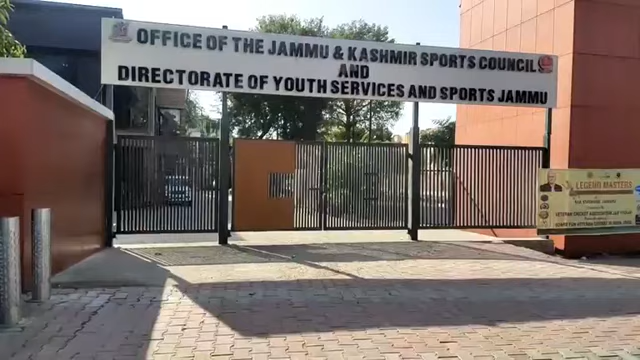 OFFICE OF THE JAMMU & KASHMIR SPORTS COUNCIL
AND
DIRECTORATE OF YOUTH SERVICES AND SPORTS JAMMU
LEGEND MASTERS